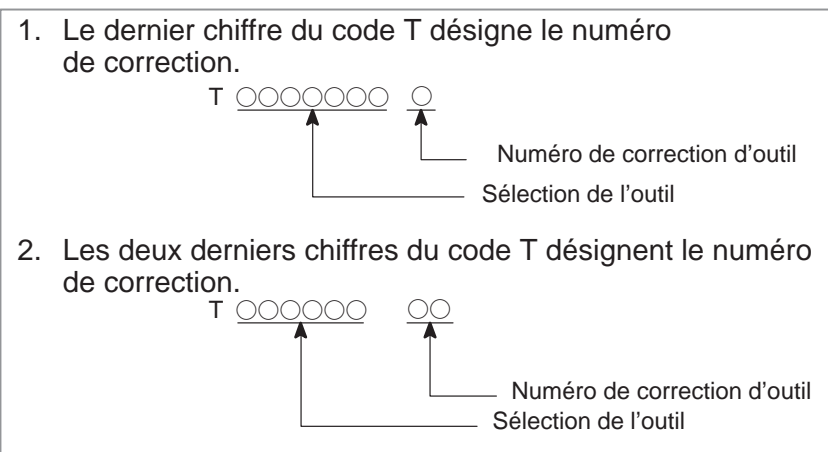 1. Le dernier chiffre du code T désigne le numéro
de correction.
T ○○○○○○○ ○
Numéro de correction d’outil
Sélection de l’outil
2. Les deux derniers chiffres du code T désignent le numéro
de correction.
T ○○○○○○ ○○
Numéro de correction d’outil
Sélection de l’outil